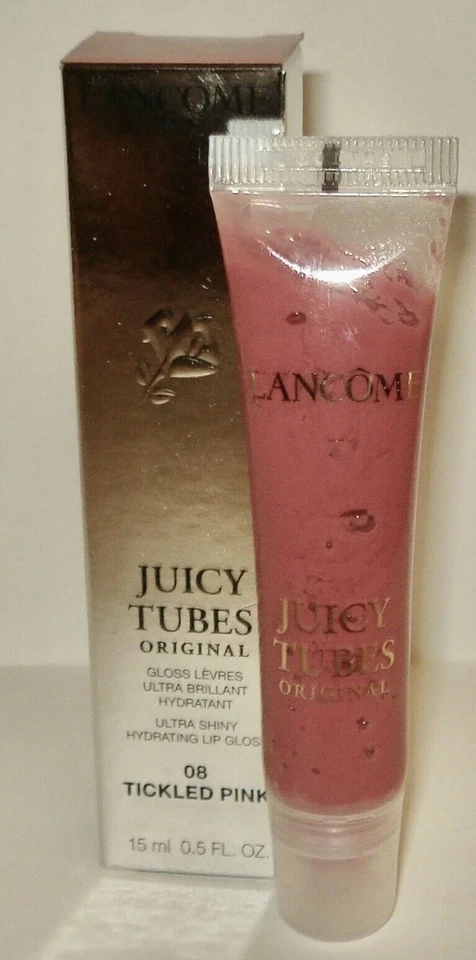 LANCÔME
JUICY
TUBES
ORIGINAL
GLOSS LÈVRES
ULTRA BRILLANT
HYDRATANT
ULTRA SHINY
HYDRATING LIP GLOSS
08
TICKLED PINK
15 ml 0.5 FL. OZ.
LANCÔME
JUICY
TUBES
ORIGINAL